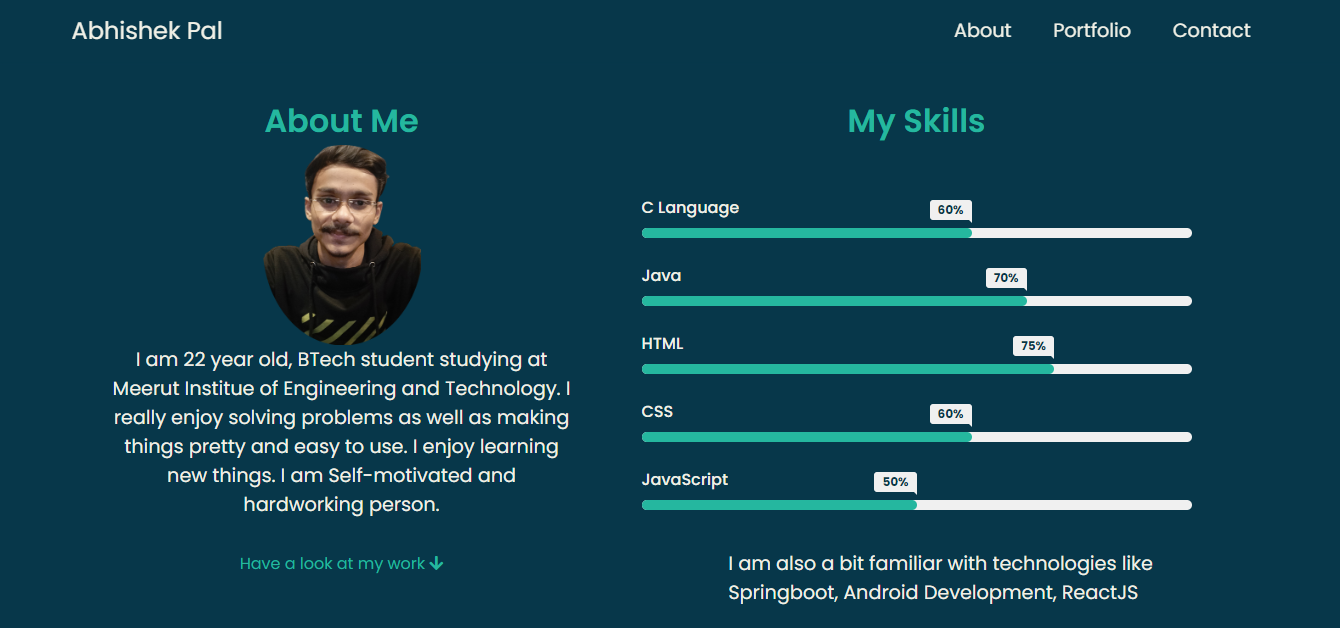 Abhishek Pal
About Portfolio Contact
About Me
I am 22 year old, BTech student studying at
Meerut Institue of Engineering and Technology. I
really enjoy solving problems as well as making
things pretty and easy to use. I enjoy learning
new things. I am Self-motivated and
hardworking person.
Have a look at my work
My Skills
C Language 60%
Java 70%
HTML 75%
CSS 60%
JavaScript 50%
I am also a bit familiar with technologies like
Springboot, Android Development, ReactJS